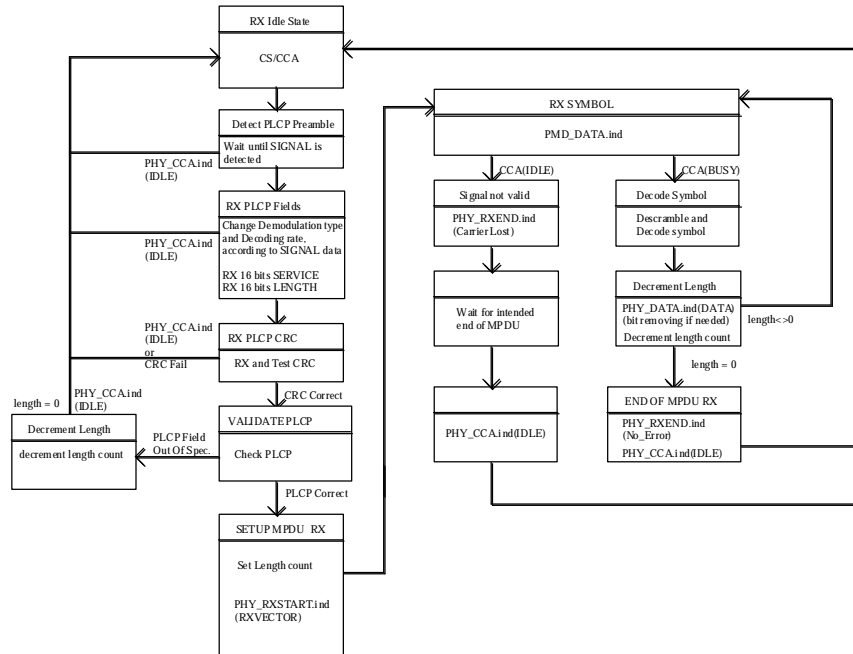 RX Idle State
CS/CCA
Detect PLCP Preamble
Wait until SIGNAL is
detected
PHY_CCA.ind
(IDLE)
RX PLCP Fields
Change Demodulation type
and Decoding rate,
according to SIGNAL data
RX 16 bits SERVICE
RX 16 bits LENGTH
PHY_CCA.ind
(IDLE)
PHY_CCA.ind
(IDLE)
or
CRC Fail
RX PLCP CRC
RX and Test CRC
CRC Correct
length = 0
PHY_CCA.ind
(IDLE)
Decrement Length
decrement length count
PLCP Field
Out Of Spec.
VALIDATE PLCP
Check PLCP
PLCP Correct
SETUP MPDU RX
Set Length count
PHY_RXSTART.ind
(RXVECTOR)
RX SYMBOL
PMD_DATA.ind
CCA(IDLE)
CCA(BUSY)
Signal not valid
PHY_RXEND.ind
(Carrier Lost)
Wait for intended
end of MPDU
PHY_CCA.ind(IDLE)
Decode Symbol
Descramble and
Decode symbol
Decrement Length
PHY_DATA.ind(DATA)
(bit removing if needed)
Decrement length count
length<>0
length = 0
END OF MPDU RX
PHY_RXEND.ind
(No_Error)
PHY_CCA.ind(IDLE)